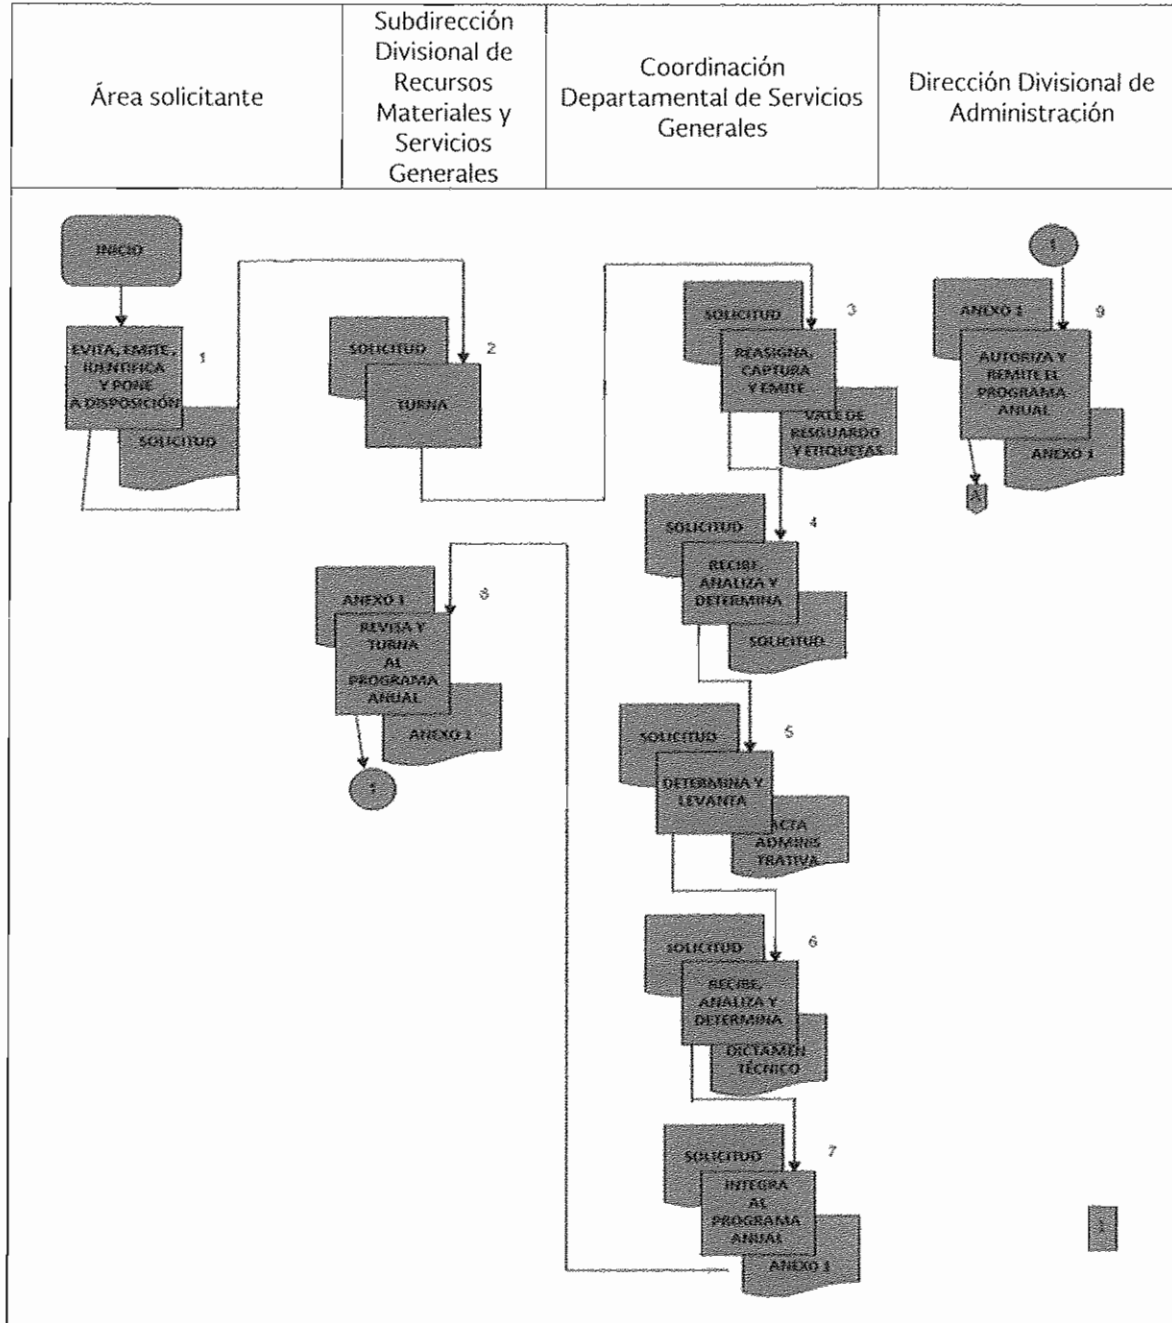 Área solicitante
Subdirección
Divisional de
Recursos
Materiales y
Servicios
Generales
Coordinación
Departamental de Servicios
Generales
Dirección Divisional de
Administración
INICIO
EVITA, EMITE,
IDENTIFICA
Y PONE
A DISPOSICIÓN
1
SOLICITUD
SOLICITUD
2
TURNA
SOLICITUD
3
REASIGNA,
CAPTURA
Y EMITE
VALE DE
RESGUARDO
Y ETIQUETAS
SOLICITUD
4
RECIBE,
ANALIZA Y
DETERMINA
SOLICITUD
SOLICITUD
5
DETERMINA Y
LEVANTA
ACTA
ADMINIS
TRATIVA
SOLICITUD
6
RECIBE,
ANALIZA Y
DETERMINA
DICTAMEN
TÉCNICO
SOLICITUD
7
INTEGRA
AL
PROGRAMA
ANUAL
ANEXO 1
ANEXO 1
8
REVISA Y
TURNA
AL
PROGRAMA
ANUAL
ANEXO 1
1
1
ANEXO 1
9
AUTORIZA Y
REMITE EL
PROGRAMA
ANUAL
ANEXO 1
A
1